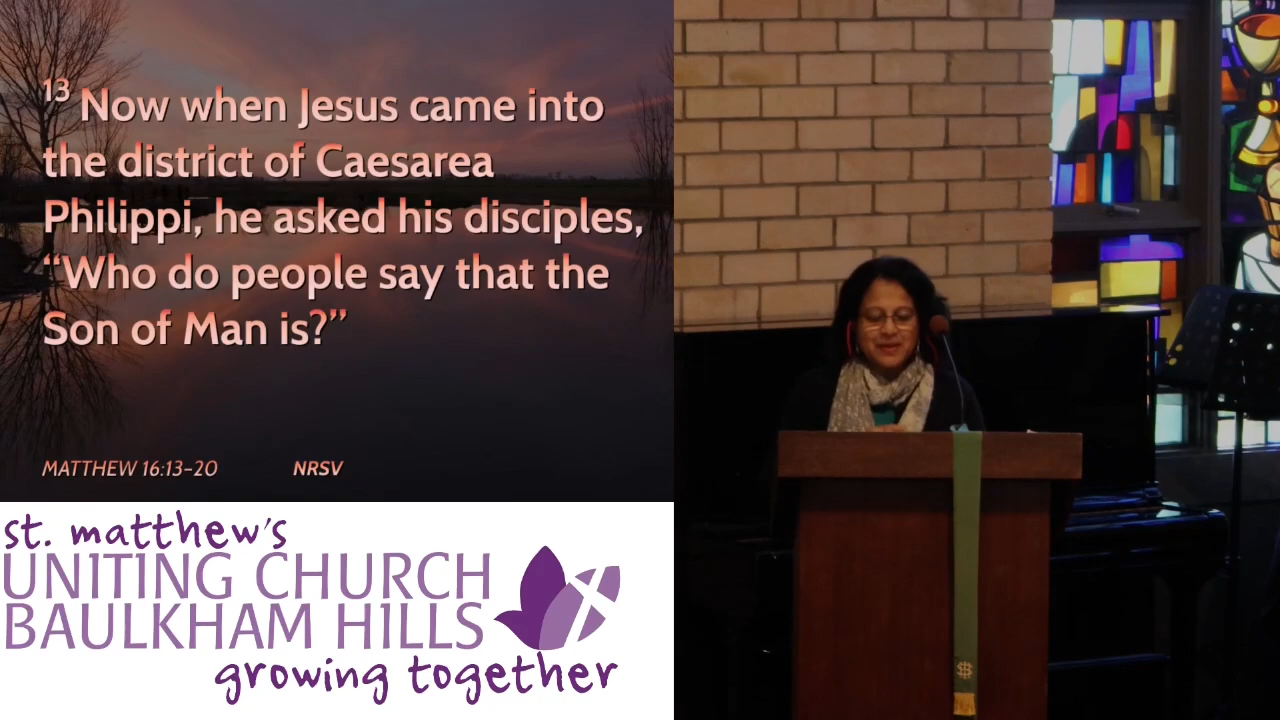 13 Now when Jesus came into
the district of Caesarea
Philippi, he asked his disciples,
“Who do people say that the
Son of Man is?”
MATTHEW 16:13–20 NRSV
st. matthew's
UNITING CHURCH
BAULKHAM HILLS
growing together